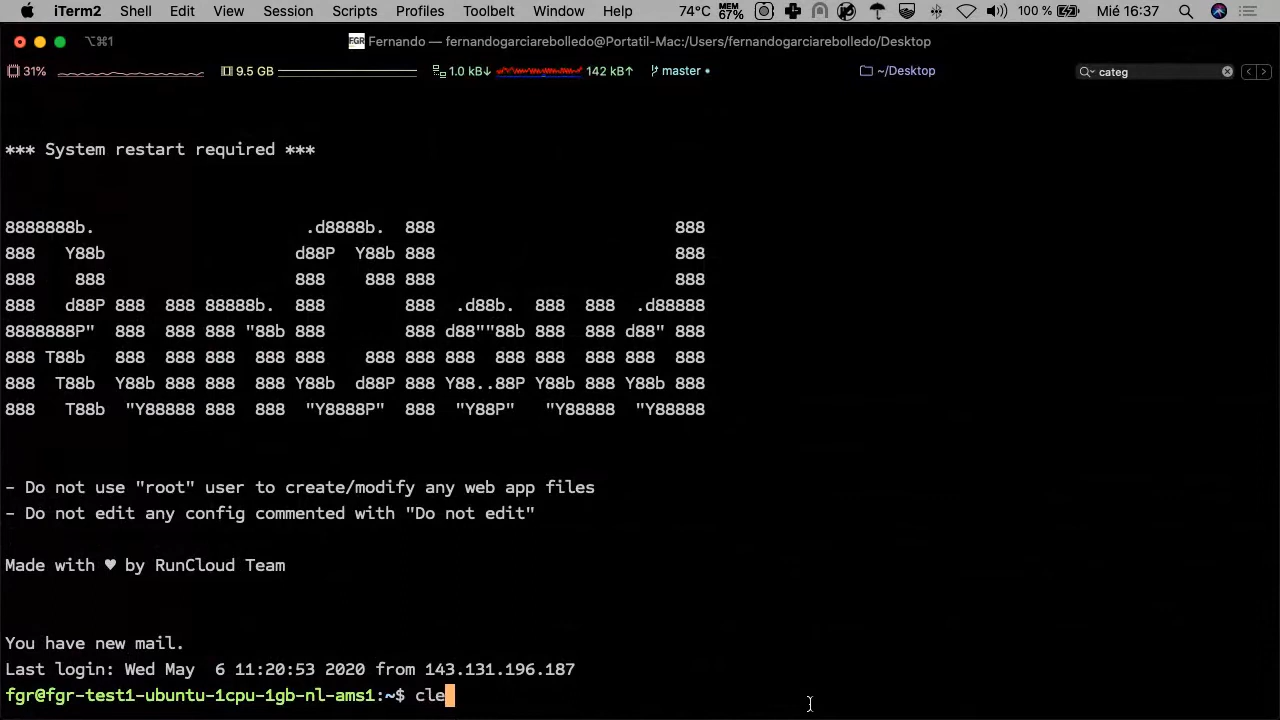 iTerm2 Shell Edit View Session Scripts Profiles Toolbelt Window Help 74°C MEM 67% 100 % Mié 16:37
⌥⌘1 FGR Fernando — fernandogarciarebolledo@Portatil-Mac:/Users/fernandogarciarebolledo/Desktop
31% 9.5 GB 1.0 kB↓ 142 kB↑ master • ~/Desktop categ
*** System restart required ***
8888888b.                     .d8888b.  888                        888
888   Y88b                   d88P  Y88b 888                        888
888    888                   888    888 888                        888
888   d88P 888  888 88888b.  888        888  .d88b.  888  888  .d88888
8888888P"  888  888 888 "88b 888        888 d88""88b 888  888 d88" 888
888 T88b   888  888 888  888 888    888 888 888  888 888  888 888  888
888  T88b  Y88b 888 888  888 Y88b  d88P 888 Y88..88P Y88b 888 Y88b 888
888   T88b  "Y88888 888  888  "Y8888P"  888  "Y88P"   "Y88888  "Y88888
- Do not use "root" user to create/modify any web app files
- Do not edit any config commented with "Do not edit"
Made with ♥ by RunCloud Team
You have new mail.
Last login: Wed May  6 11:20:53 2020 from 143.131.196.187
fgr@fgr-test1-ubuntu-1cpu-1gb-nl-ams1:~$ cle